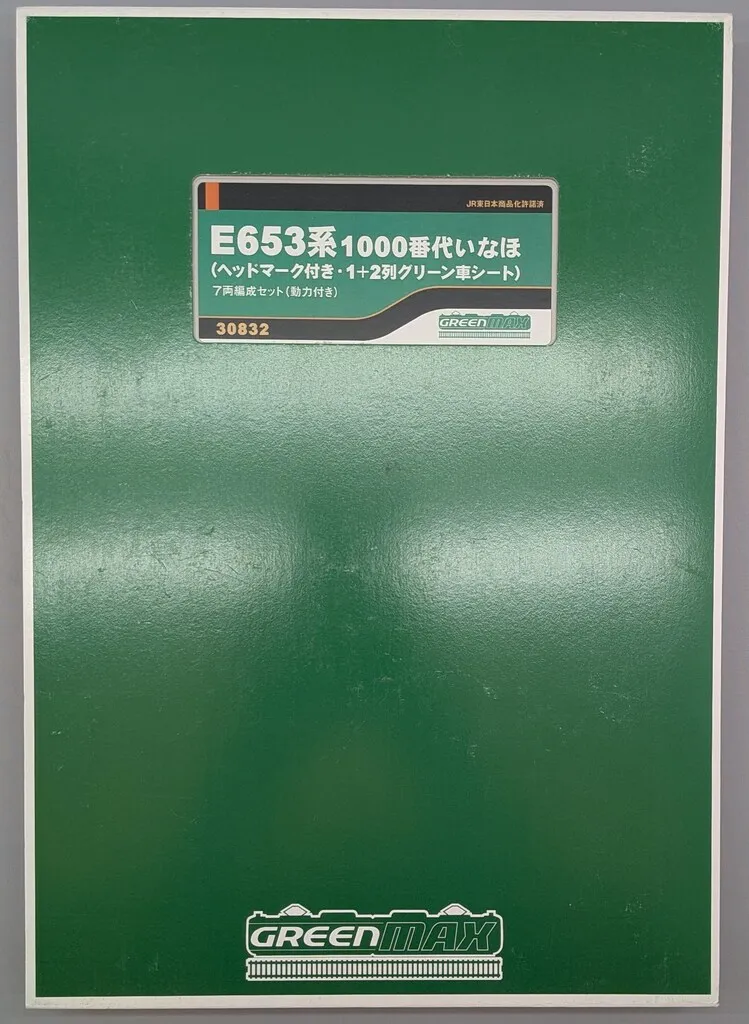 JR東日本商品化許諾済
E653系1000番代いなほ
(ヘッドマーク付き・1+2列グリーン車シート)
7両編成セット(動力付き)
30832
GREENMAX
GREENMAX